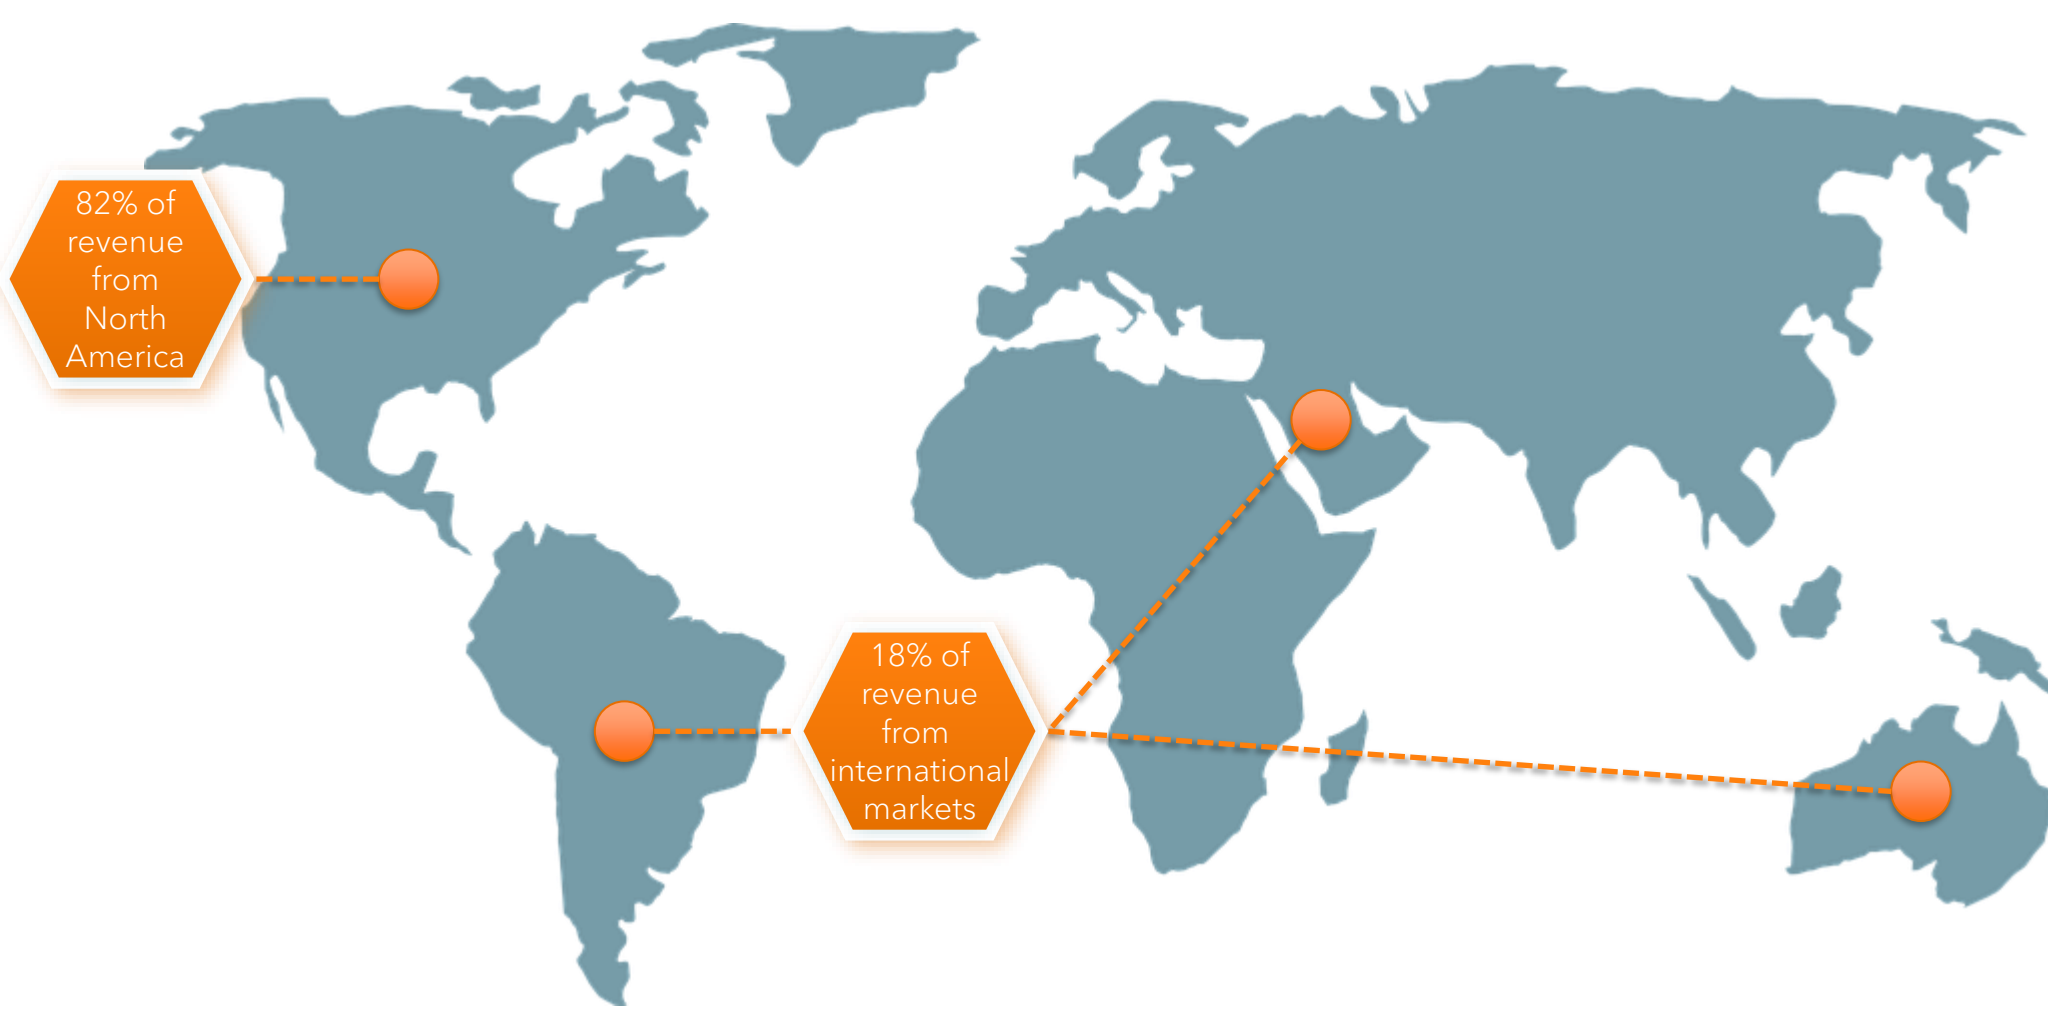 82% of
revenue
from
North
America
18% of
revenue
from
international
markets